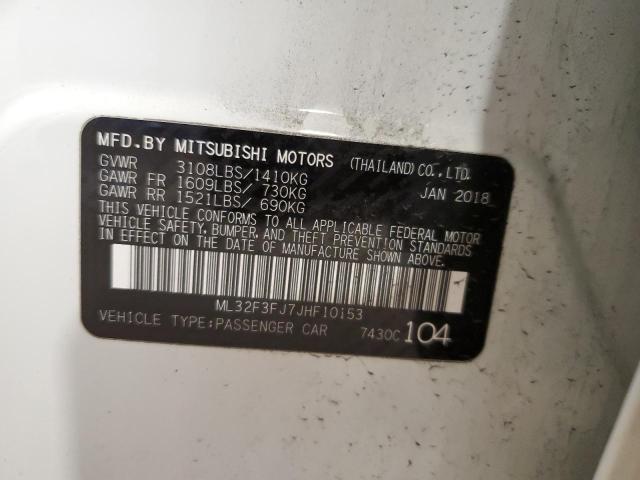 MFD.BY MITSUBISHI MOTORS (THAILAND) CO., LTD.
GVWR 3108LBS/1410KG JAN 2018
GAWR FR 1609LBS/ 730KG
GAWR RR 1521LBS/ 690KG
THIS VEHICLE CONFORMS TO ALL APPLICABLE FEDERAL MOTOR
VEHICLE SAFETY, BUMPER, AND THEFT PREVENTION STANDARDS
IN EFFECT ON THE DATE OF MANUFACTURE SHOWN ABOVE.
ML32F3FJ7JHF10153
VEHICLE TYPE:PASSENGER CAR 7430C 104